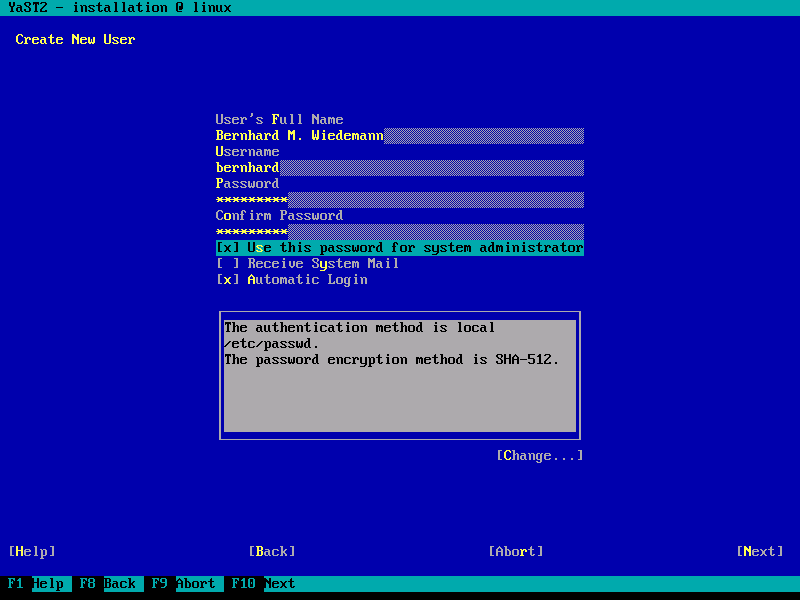 YaST2 - installation @ linux
Create New User
User's Full Name
Bernhard M. Wiedemann
Username
bernhard
Password
*********
Confirm Password
*********
[x] Use this password for system administrator
[ ] Receive System Mail
[x] Automatic Login
The authentication method is local
/etc/passwd.
The password encryption method is SHA-512.
[Change...]
[Help] [Back] [Abort] [Next]
F1 Help F8 Back F9 Abort F10 Next